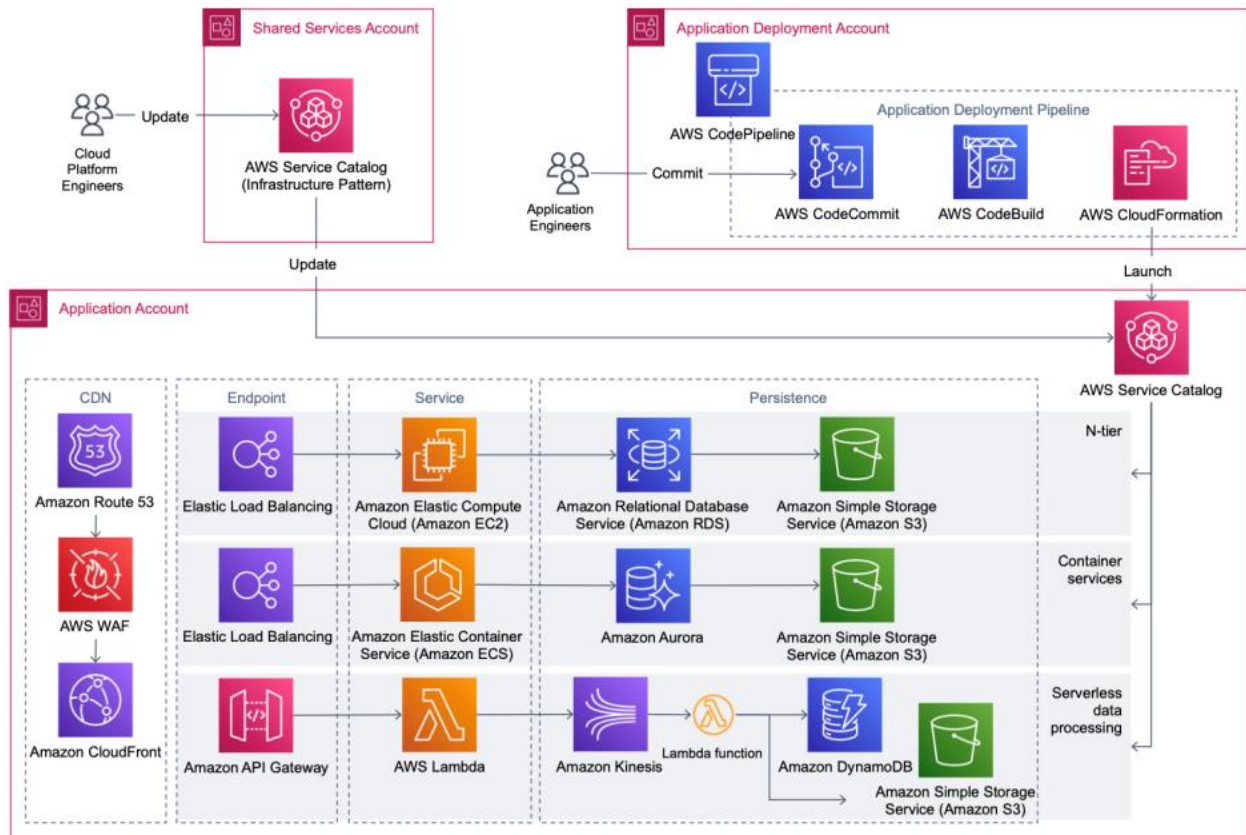 Shared Services Account
Application Deployment Account
Cloud
Platform
Engineers
Update
AWS Service Catalog
(Infrastructure Pattern)
AWS CodePipeline
Application Deployment Pipeline
Application
Engineers
Commit
AWS CodeCommit
AWS CodeBuild
AWS CloudFormation
Update
Launch
Application Account
AWS Service Catalog
CDN
Endpoint
Service
Persistence
53
Amazon Route 53
AWS WAF
Amazon CloudFront
N-tier
Elastic Load Balancing
Amazon Elastic Compute
Cloud (Amazon EC2)
Amazon Relational Database
Service (Amazon RDS)
Amazon Simple Storage
Service (Amazon S3)
Container
services
Elastic Load Balancing
Amazon Elastic Container
Service (Amazon ECS)
Amazon Aurora
Amazon Simple Storage
Service (Amazon S3)
Serverless
data
processing
Amazon API Gateway
AWS Lambda
Amazon Kinesis
Lambda function
Amazon DynamoDB
Amazon Simple Storage
Service (Amazon S3)